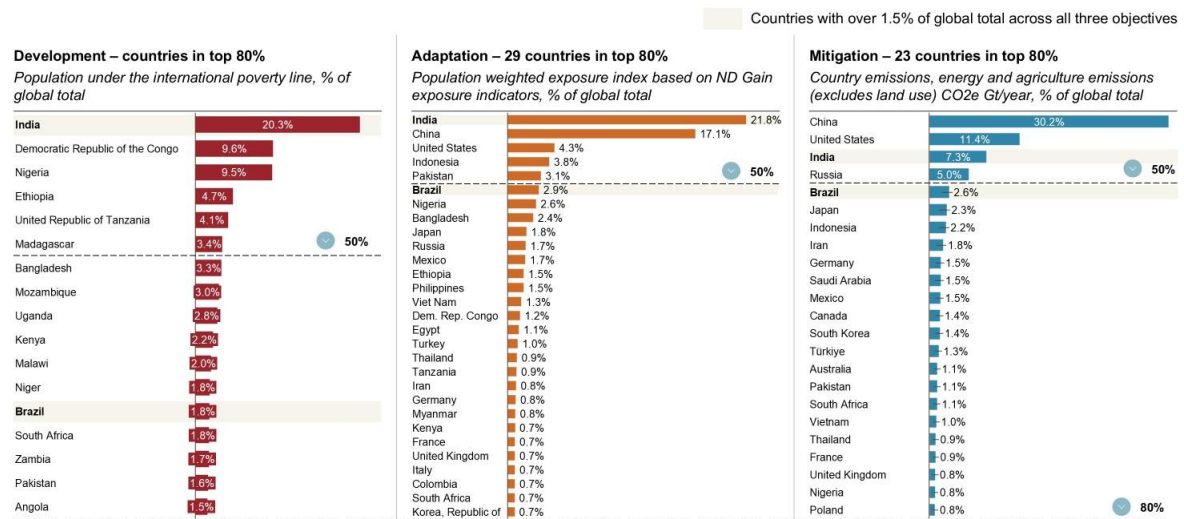 Countries with over 1.5% of global total across all three objectives
Development – countries in top 80%
Population under the international poverty line, % of
global total
India 20.3%
Democratic Republic of the Congo 9.6%
Nigeria 9.5%
Ethiopia 4.7%
United Republic of Tanzania 4.1%
Madagascar 3.4% 50%
Bangladesh 3.3%
Mozambique 3.0%
Uganda 2.8%
Kenya 2.2%
Malawi 2.0%
Niger 1.8%
Brazil 1.8%
South Africa 1.8%
Zambia 1.7%
Pakistan 1.6%
Angola 1.5%
Adaptation – 29 countries in top 80%
Population weighted exposure index based on ND Gain
exposure indicators, % of global total
India 21.8%
China 17.1%
United States 4.3%
Indonesia 3.8%
Pakistan 3.1% 50%
Brazil 2.9%
Nigeria 2.6%
Bangladesh 2.4%
Japan 1.8%
Russia 1.7%
Mexico 1.7%
Ethiopia 1.5%
Philippines 1.5%
Viet Nam 1.3%
Dem. Rep. Congo 1.2%
Egypt 1.1%
Turkey 1.0%
Thailand 0.9%
Tanzania 0.9%
Iran 0.8%
Germany 0.8%
Myanmar 0.8%
Kenya 0.7%
France 0.7%
United Kingdom 0.7%
Italy 0.7%
Colombia 0.7%
South Africa 0.7%
Korea, Republic of 0.7%
Mitigation – 23 countries in top 80%
Country emissions, energy and agriculture emissions
(excludes land use) CO2e Gt/year, % of global total
China 30.2%
United States 11.4%
India 7.3%
Russia 5.0% 50%
Brazil 2.6%
Japan 2.3%
Indonesia 2.2%
Iran 1.8%
Germany 1.5%
Saudi Arabia 1.5%
Mexico 1.5%
Canada 1.4%
South Korea 1.4%
Türkiye 1.3%
Australia 1.1%
Pakistan 1.1%
South Africa 1.1%
Vietnam 1.0%
Thailand 0.9%
France 0.9%
United Kingdom 0.8%
Nigeria 0.8%
Poland 0.8% 80%